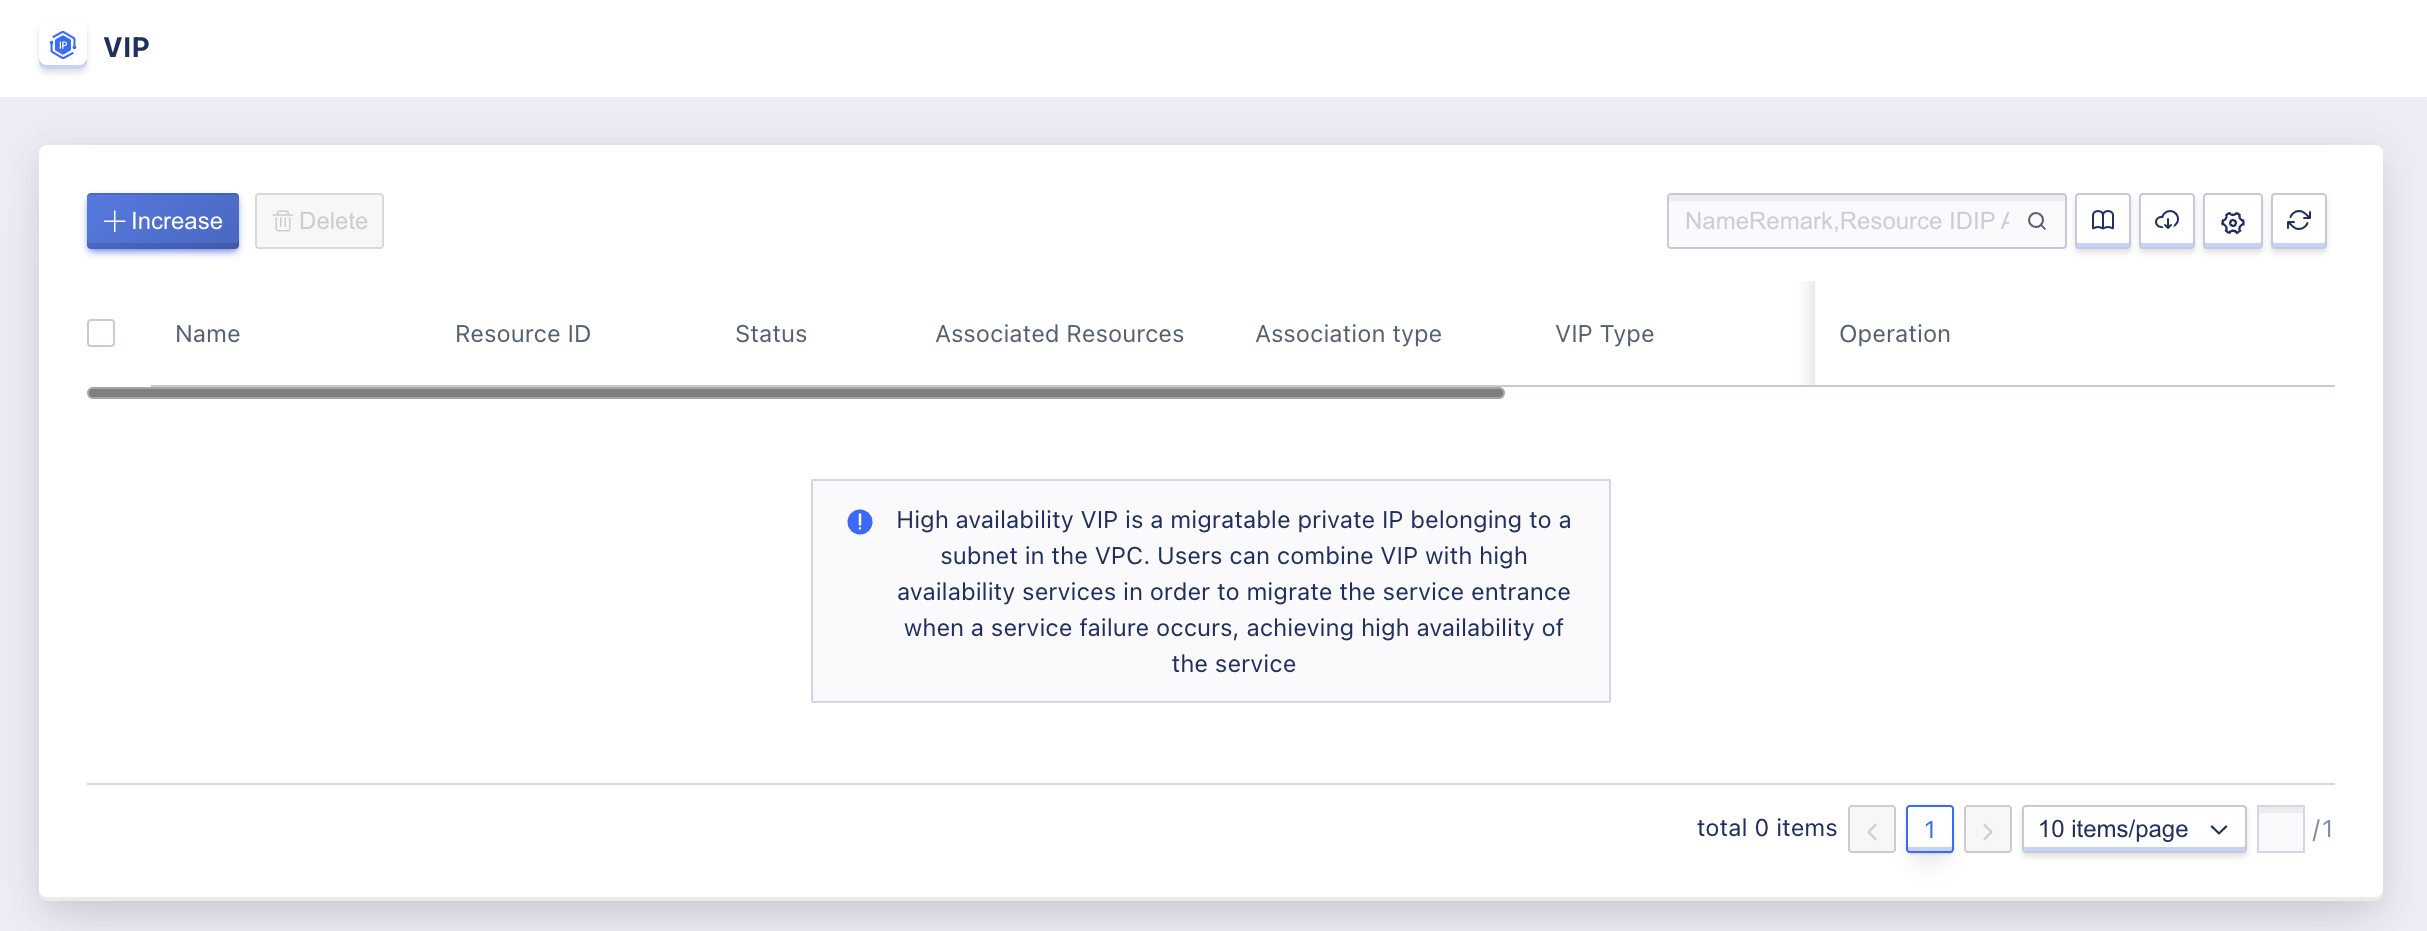 IP
VIP
Increase
Delete
NameRemark,Resource IDIP
Name
Resource ID
Status
Associated Resources
Association type
VIP Type
Operation
High availability VIP is a migratable private IP belonging to a
subnet in the VPC. Users can combine VIP with high
availability services in order to migrate the service entrance
when a service failure occurs, achieving high availability of
the service
total 0 items
1
10 items/page
/1